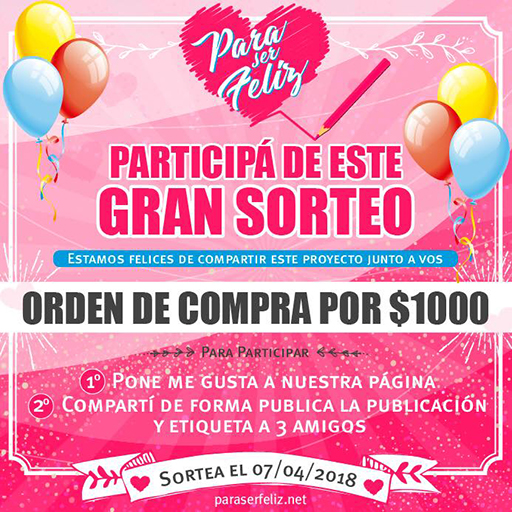 Para
ser
Feliz
PARTICIPÁ DE ESTE
GRAN SORTEO
ESTAMOS FELICES DE COMPARTIR ESTE PROYECTO JUNTO A VOS
ORDEN DE COMPRA POR $1000
PARA PARTICIPAR
1º PONE ME GUSTA A NUESTRA PÁGINA
2º COMPARTÍ DE FORMA PUBLICA LA PUBLICACIÓN
Y ETIQUETA A 3 AMIGOS
SORTEA EL 07/04/2018
paraserfeliz.net